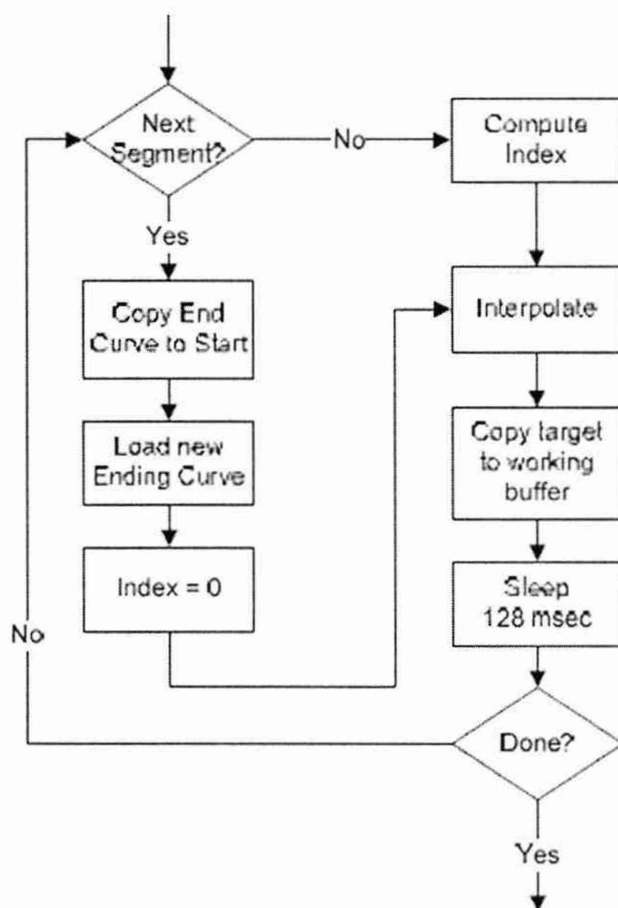 Next
Segment?
No
Compute
Index
Yes
Copy End
Curve to Start
Interpolate
Load new
Ending Curve
Copy target
to working
buffer
Index = 0
Sleep
128 msec
No
Done?
Yes